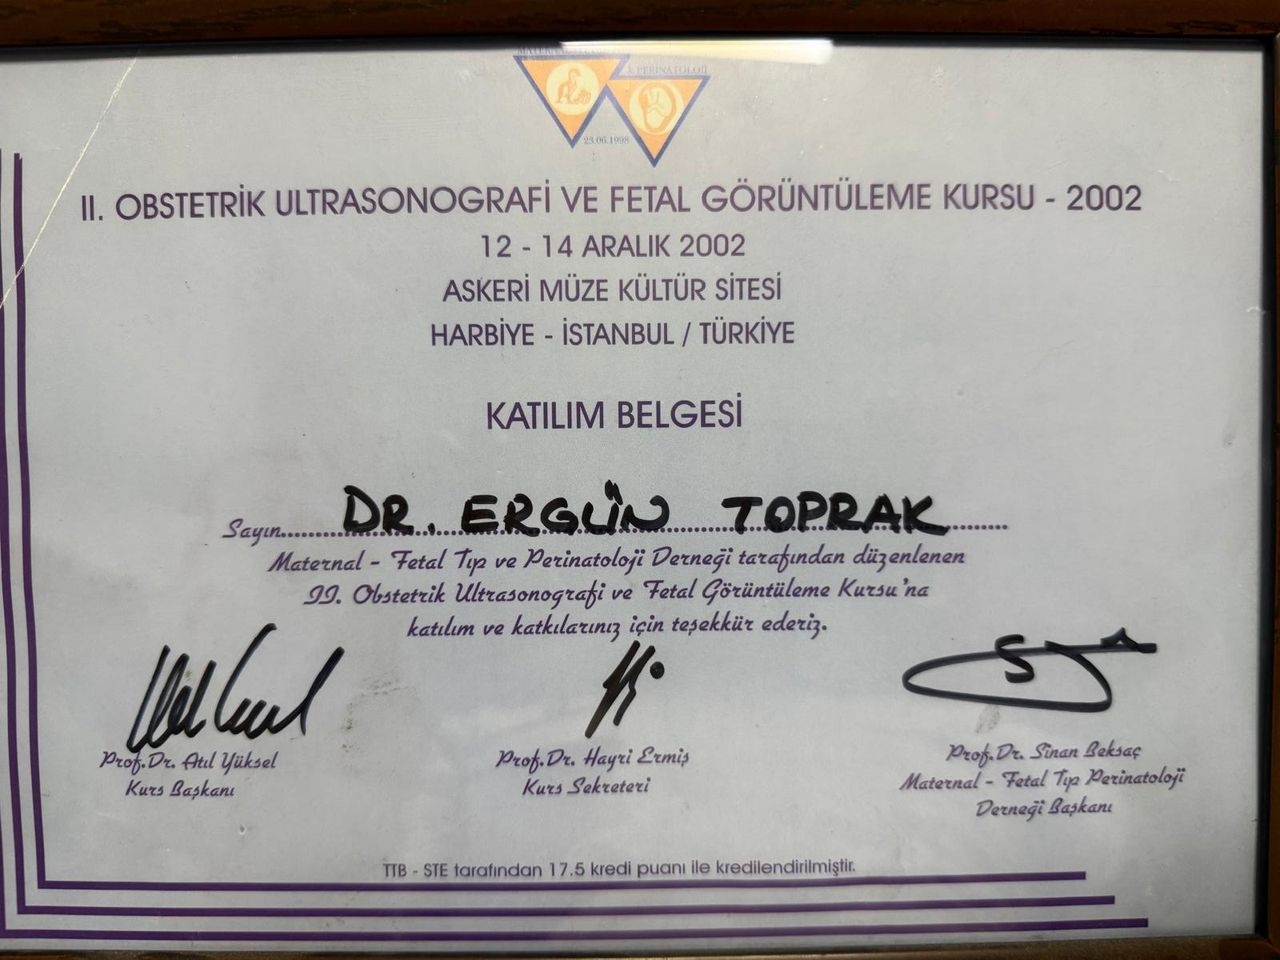 & PERINATOLOJİ
23.06.1998
II. OBSTETRİK ULTRASONOGRAFİ VE FETAL GÖRÜNTÜLEME KURSU - 2002
12 - 14 ARALIK 2002
ASKERİ MÜZE KÜLTÜR SİTESİ
HARBİYE - İSTANBUL / TÜRKİYE
KATILIM BELGESİ
Sayın DR. ERGÜN TOPRAK
Maternal - Fetal Tıp ve Perinatoloji Derneği tarafından düzenlenen
II. Obstetrik Ultrasonografi ve Fetal Görüntüleme Kursu'na
katılım ve katkılarınız için teşekkür ederiz.
Prof.Dr. Atıl Yüksel
Kurs Başkanı
Prof.Dr. Hayri Ermiş
Kurs Sekreteri
Prof.Dr. Sinan Beksaç
Maternal - Fetal Tıp Perinatoloji
Derneği Başkanı
TTB - STE tarafından 17.5 kredi puanı ile kredilendirilmiştir.